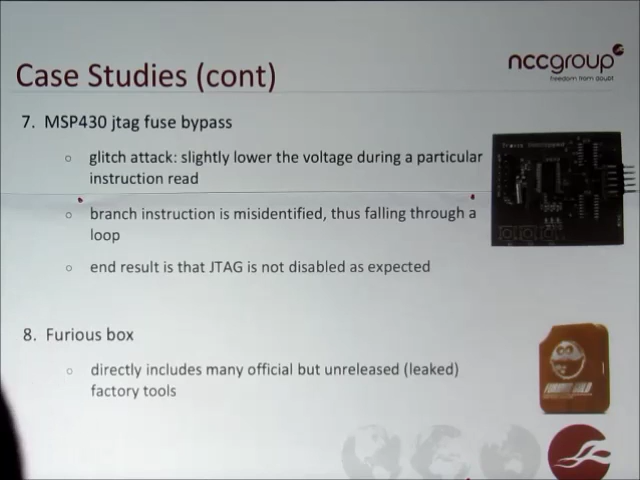 nccgroup
freedom from doubt
Case Studies (cont)
7. MSP430 jtag fuse bypass
○ glitch attack: slightly lower the voltage during a particular
instruction read
○ branch instruction is misidentified, thus falling through a
loop
○ end result is that JTAG is not disabled as expected
8. Furious box
○ directly includes many official but unreleased (leaked)
factory tools